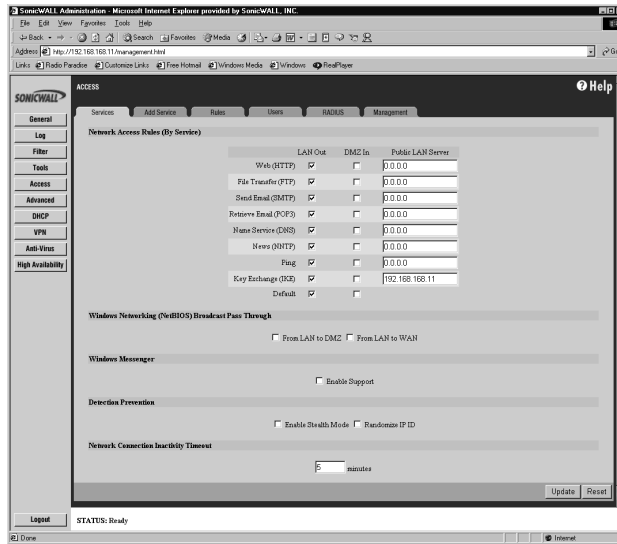 SonicWALL Administration - Microsoft Internet Explorer provided by SonicWALL, INC.
File Edit View Favorites Tools Help
Back Search Favorites Media
Address http://192.168.168.11/management.html
Links Radio Paradise Customize Links Free Hotmail Windows Media Windows RealPlayer
SONICWALL
ACCESS
? Help
Services Add Service Rules Users RADIUS Management
General
Log
Filter
Tools
Access
Advanced
DHCP
VPN
Anti-Virus
High Availability
Network Access Rules (By Service)
LAN Out DMZ In Public LAN Server
Web (HTTP) 0.0.0.0
File Transfer (FTP) 0.0.0.0
Send Email (SMTP) 0.0.0.0
Retrieve Email (POP3) 0.0.0.0
Name Service (DNS) 0.0.0.0
News (NNTP) 0.0.0.0
Ping 0.0.0.0
Key Exchange (IKE) 192.168.168.11
Default
Windows Networking (NetBIOS) Broadcast Pass Through
From LAN to DMZ From LAN to WAN
Windows Messenger
Enable Support
Detection Prevention
Enable Stealth Mode Randomize IP ID
Network Connection Inactivity Timeout
5 minutes
Update Reset
Logout
STATUS: Ready
Done Internet